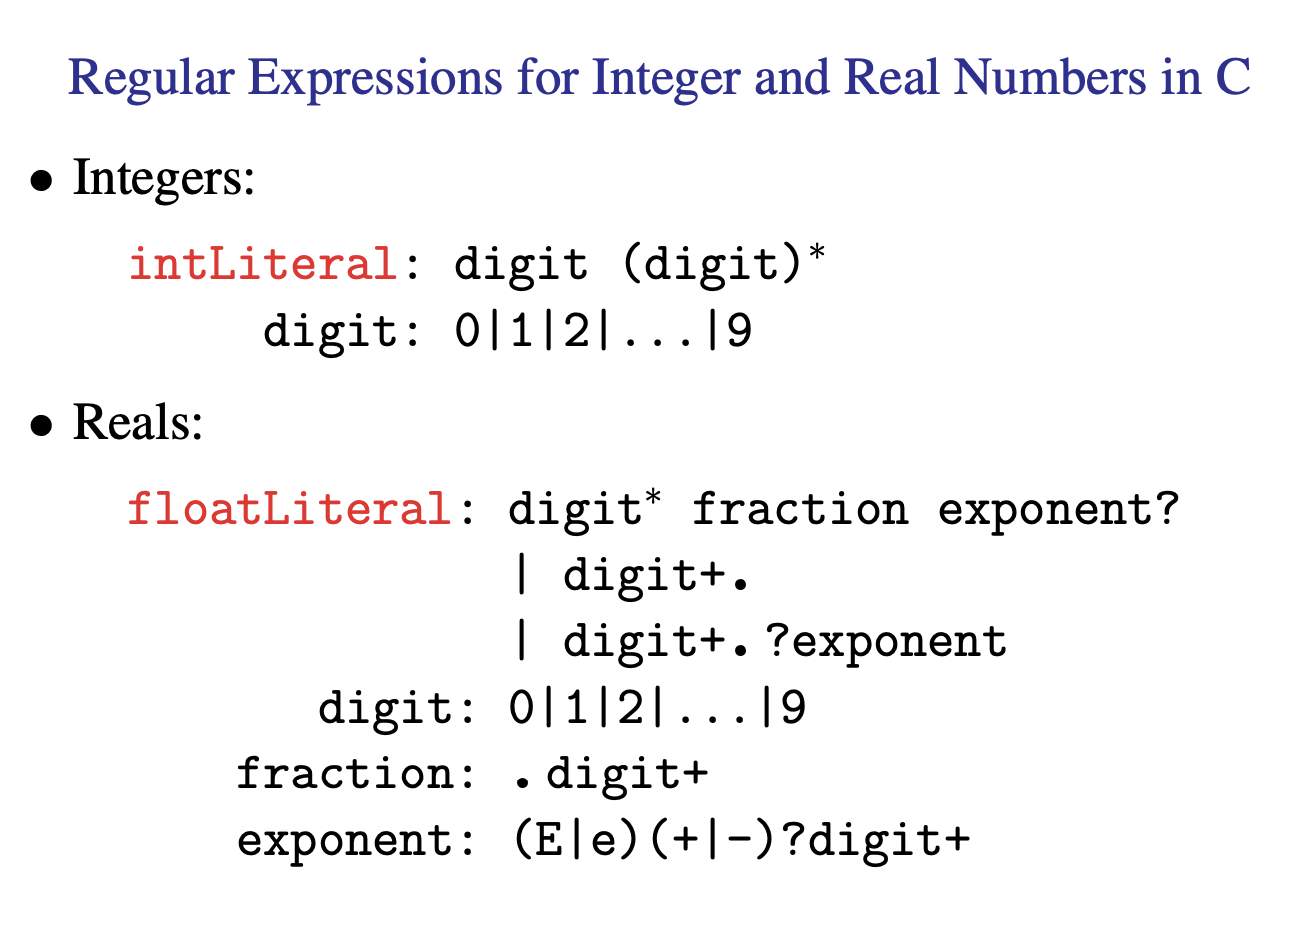 Regular Expressions for Integer and Real Numbers in C
• Integers:
intLiteral: digit (digit)*
digit: 0|1|2|...|9
• Reals:
floatLiteral: digit* fraction exponent?
| digit+.
| digit+.?exponent
digit: 0|1|2|...|9
fraction: .digit+
exponent: (E|e)(+|-)?digit+